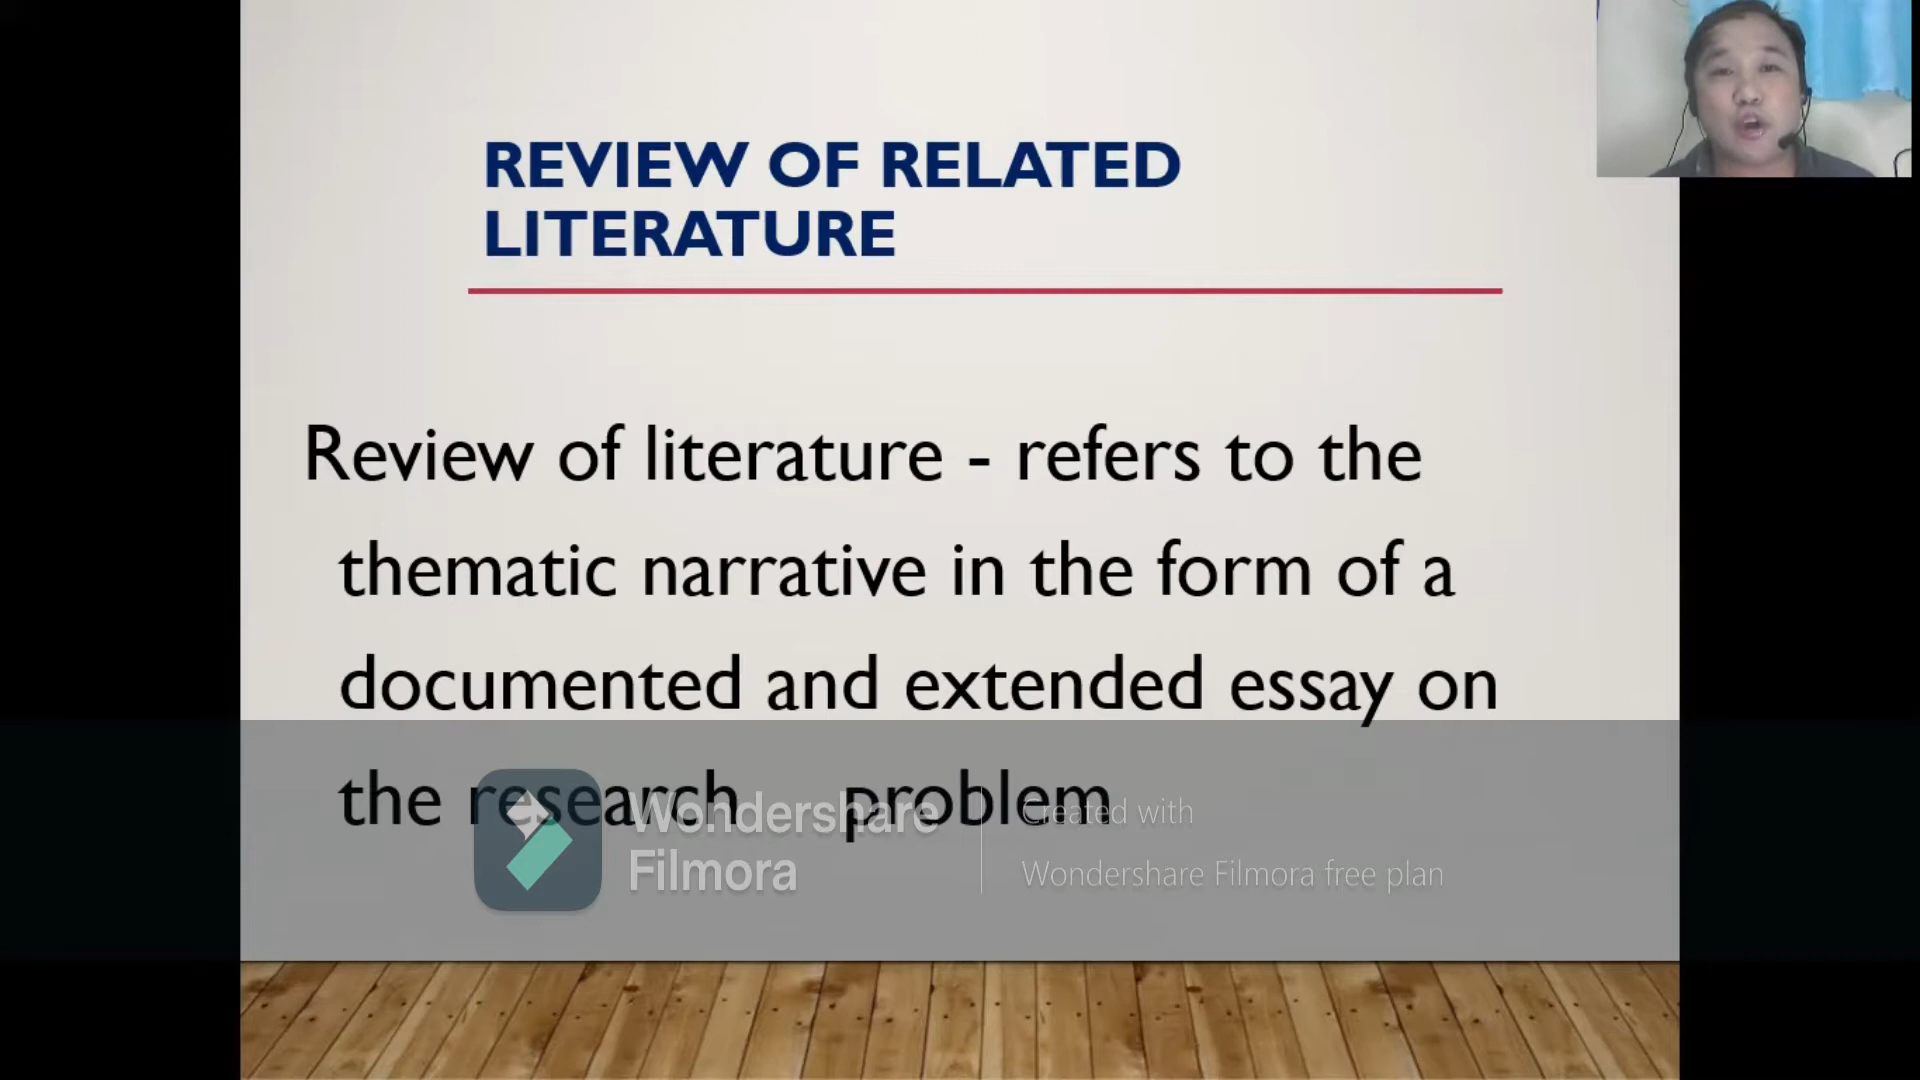 REVIEW OF RELATED
LITERATURE
Review of literature - refers to the
thematic narrative in the form of a
documented and extended essay on
the research problem
Wondershare
Filmora
Created with
Wondershare Filmora free plan